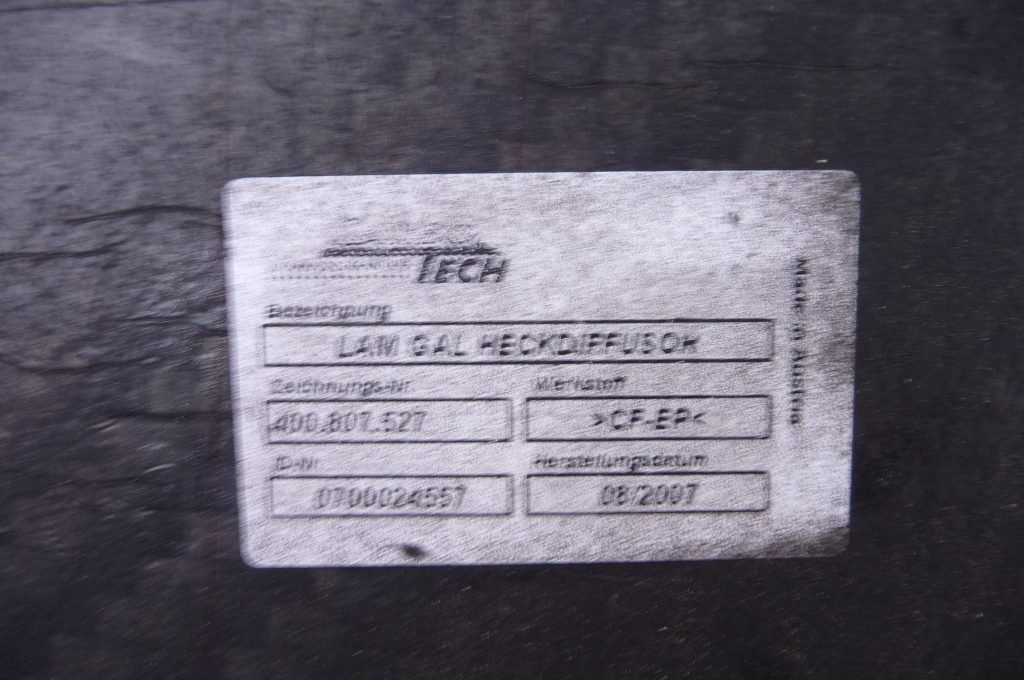 TECH
Bezeichnung
LAM GAL HECKDIFFUSOR
Zeichnungs-Nr.
Werkstoff
400.807.527
>CF-EP<
ID-Nr.
Herstellungsdatum
0700024557
08/2007
Made in Austria